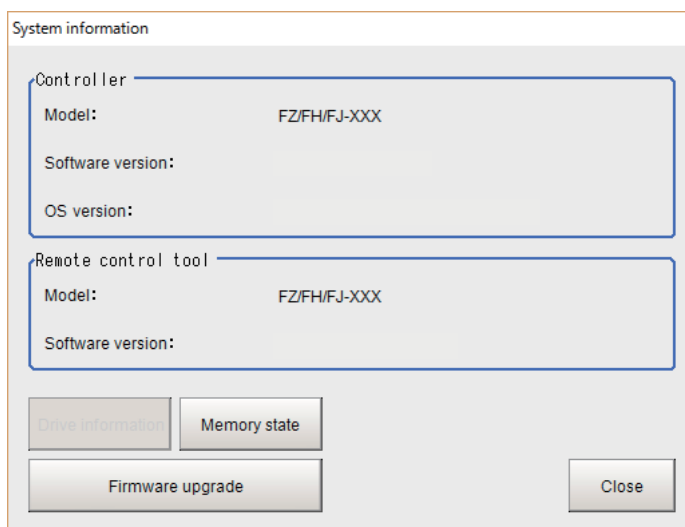 System information
Controller
Model: FZ/FH/FJ-XXX
Software version:
OS version:
Remote control tool
Model: FZ/FH/FJ-XXX
Software version:
Drive information Memory state
Firmware upgrade Close